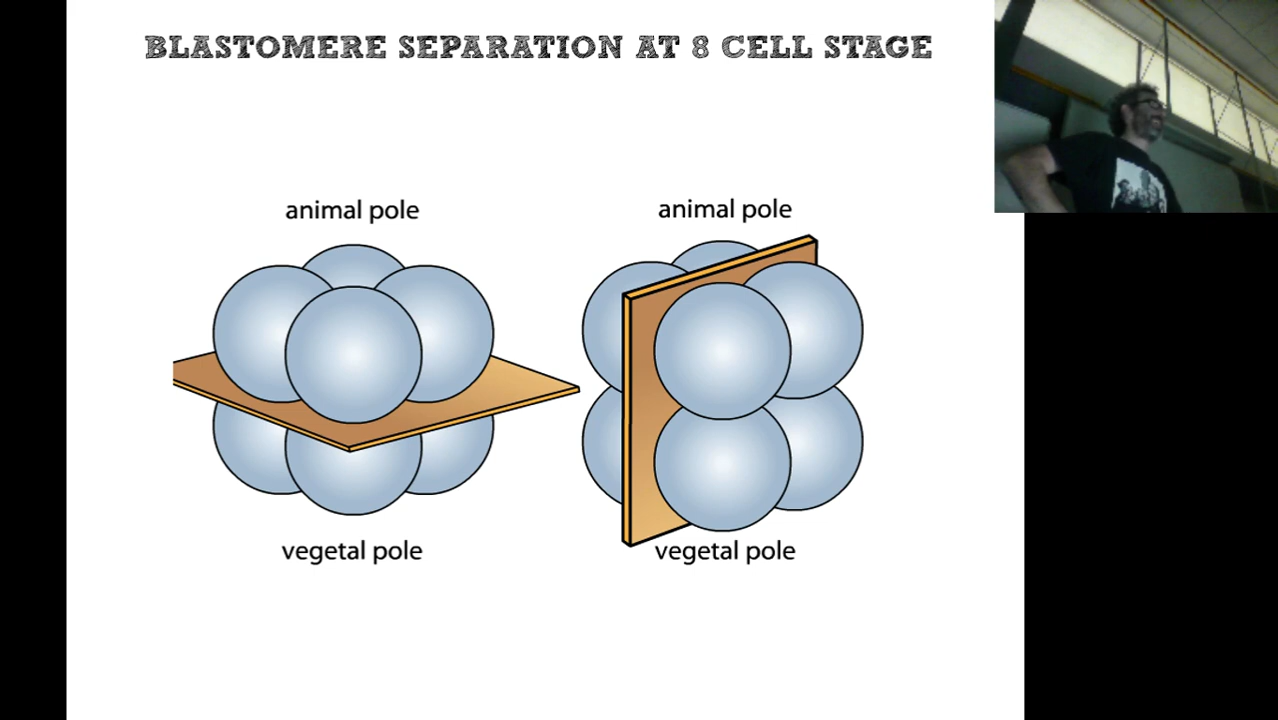 BLASTOMERE SEPARATION AT 8 CELL STAGE
animal pole
animal pole
vegetal pole
vegetal pole